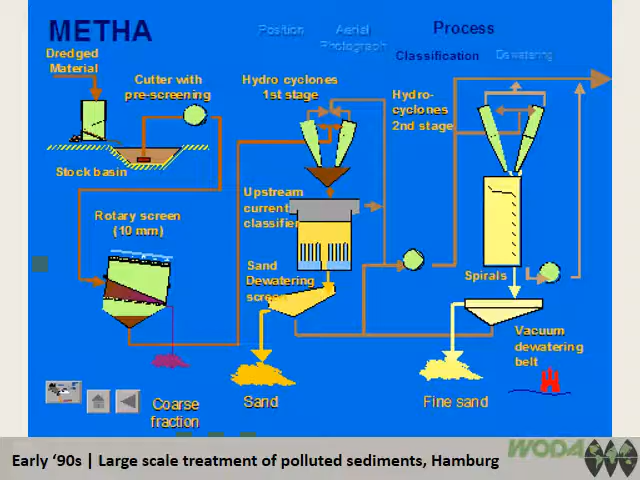 METHA
Position
Aerial
Photograph
Process
Classification
Dewatering
Dredged
Material
Cutter with
pre-screening
Hydro cyclones
1st stage
Hydro-
cyclones
2nd stage
Stock basin
Upstream
current
classifier
Rotary screen
(10 mm)
Sand
Dewatering
screen
Spirals
Vacuum
dewatering
belt
Coarse
fraction
Sand
Fine sand
Early ‘90s | Large scale treatment of polluted sediments, Hamburg